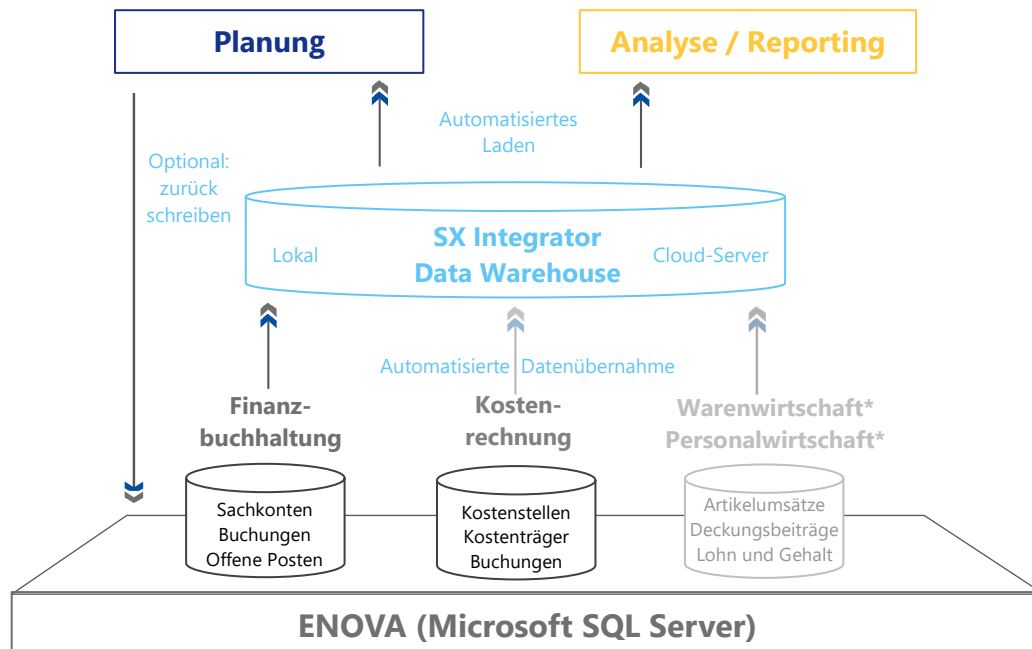 Planung
Analyse / Reporting
Automatisiertes
Laden
Optional:
zurück
schreiben
SX Integrator
Data Warehouse
Lokal
Cloud-Server
Automatisierte Datenübernahme
Finanz-
buchhaltung
Kosten-
rechnung
Warenwirtschaft*
Personalwirtschaft*
Sachkonten
Buchungen
Offene Posten
Kostenstellen
Kostenträger
Buchungen
Artikelumsätze
Deckungsbeiträge
Lohn und Gehalt
ENOVA (Microsoft SQL Server)